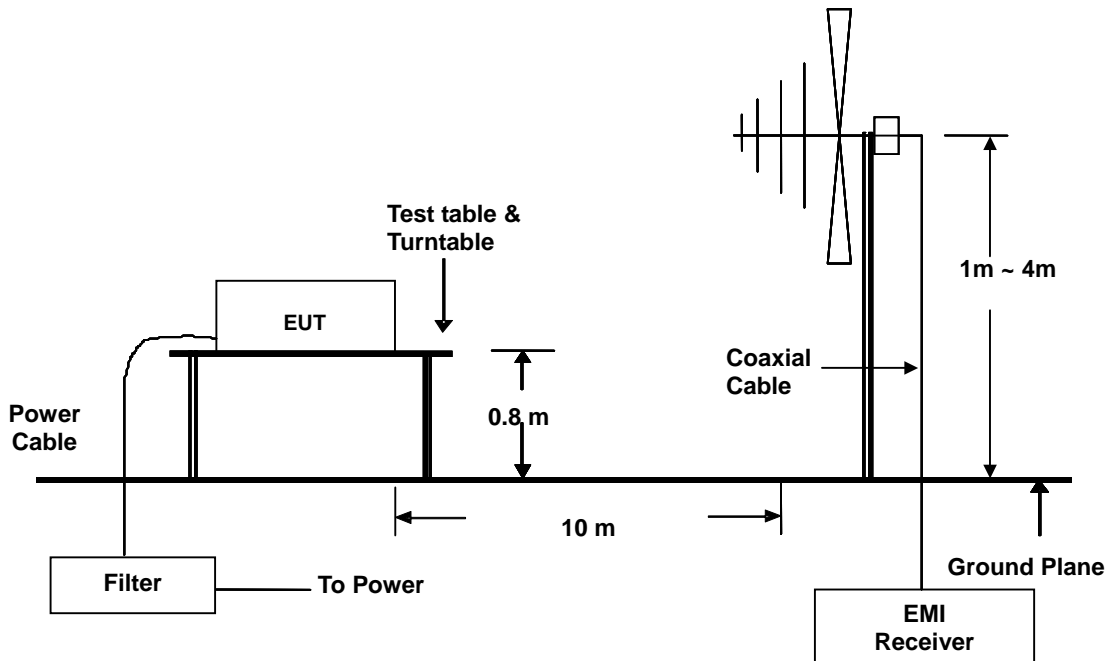 Test table &
Turntable
EUT
1m ~ 4m
Coaxial
Cable
0.8 m
Power
Cable
10 m
Filter
To Power
Ground Plane
EMI
Receiver